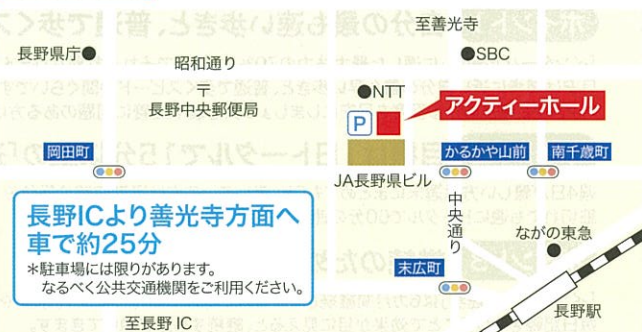 至善光寺
長野県庁
昭和通り
SBC
〒
長野中央郵便局
NTT
アクティーホール
P
岡田町
かるかや山前
南千歳町
JA長野県ビル
中央通り
長野ICより善光寺方面へ
車で約25分
*駐車場には限りがあります。
なるべく公共交通機関をご利用ください。
ながの東急
末広町
長野駅
至長野 IC